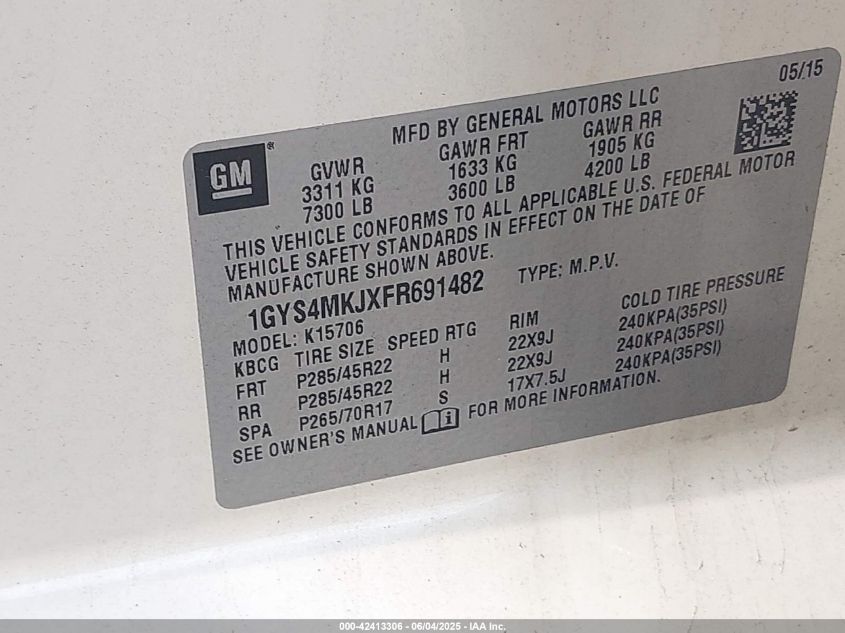 05/15
MFD BY GENERAL MOTORS LLC
GM®
GVWR GAWR FRT GAWR RR
3311 KG 1633 KG 1905 KG
7300 LB 3600 LB 4200 LB
THIS VEHICLE CONFORMS TO ALL APPLICABLE U.S. FEDERAL MOTOR
VEHICLE SAFETY STANDARDS IN EFFECT ON THE DATE OF
MANUFACTURE SHOWN ABOVE.
1GYS4MKJXFR691482 TYPE: M.P.V.
MODEL: K15706
KBCG TIRE SIZE SPEED RTG RIM COLD TIRE PRESSURE
FRT P285/45R22 H 22X9J 240KPA(35PSI)
RR P285/45R22 H 22X9J 240KPA(35PSI)
SPA P265/70R17 S 17X7.5J 240KPA(35PSI)
SEE OWNER'S MANUAL FOR MORE INFORMATION.
000-42413306 - 06/04/2025 - IAA Inc.